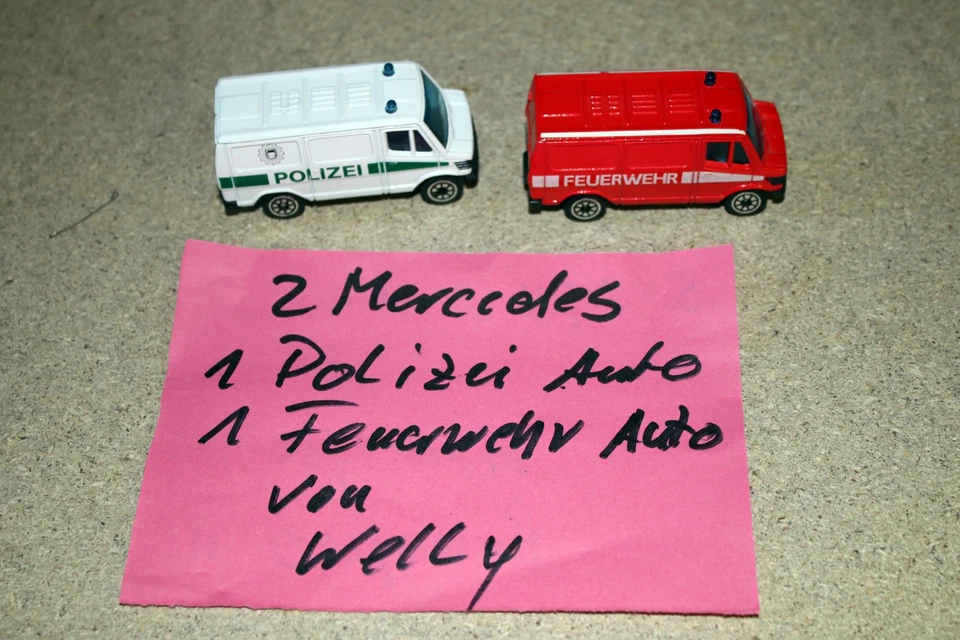 POLIZEI
FEUERWEHR
2 Mercedes
1 Polizei Auto
1 Feuerwehr Auto
von
Welly